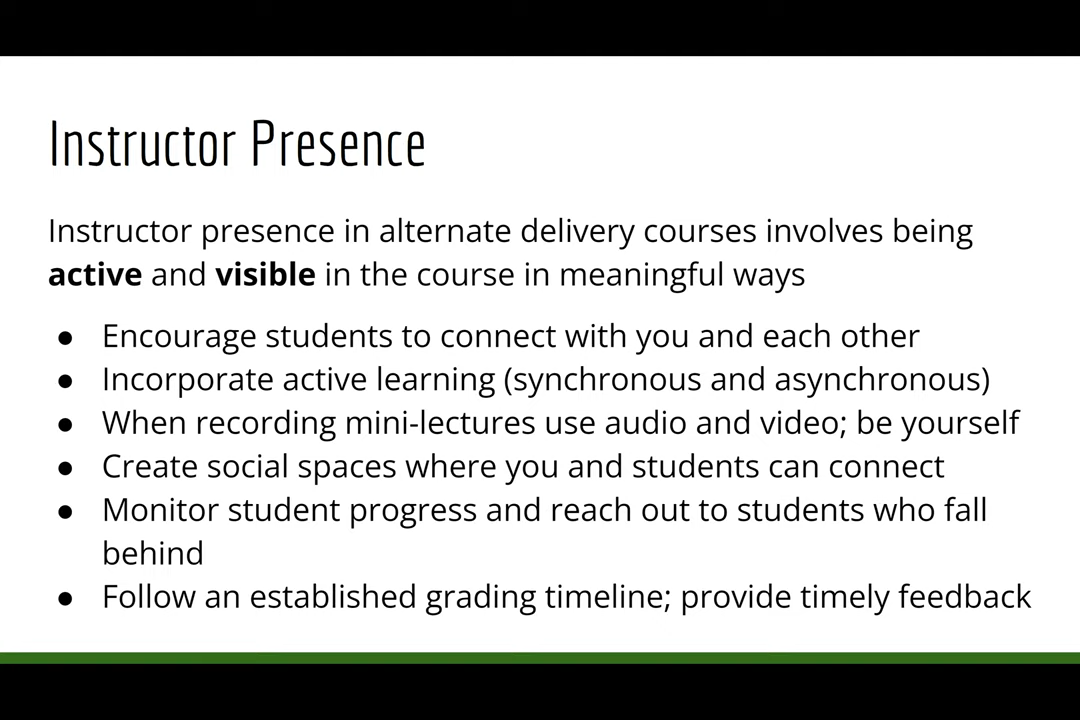 Instructor Presence
Instructor presence in alternate delivery courses involves being
active and visible in the course in meaningful ways
● Encourage students to connect with you and each other
● Incorporate active learning (synchronous and asynchronous)
● When recording mini-lectures use audio and video; be yourself
● Create social spaces where you and students can connect
● Monitor student progress and reach out to students who fall
behind
● Follow an established grading timeline; provide timely feedback